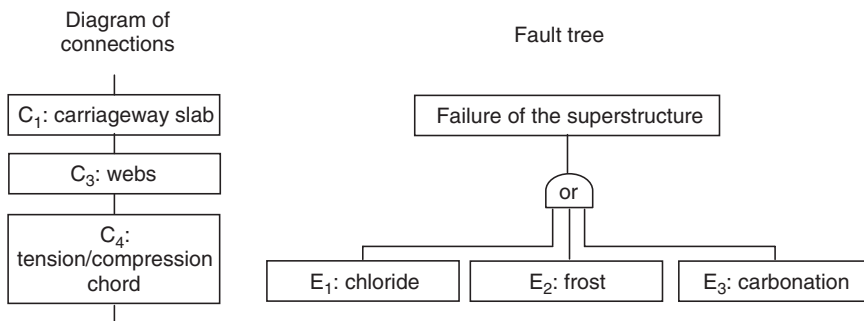 Diagram of
connections
C₁: carriageway slab
C₃: webs
C₄:
tension/compression
chord
Fault tree
Failure of the superstructure
or
E₁: chloride
E₂: frost
E₃: carbonation